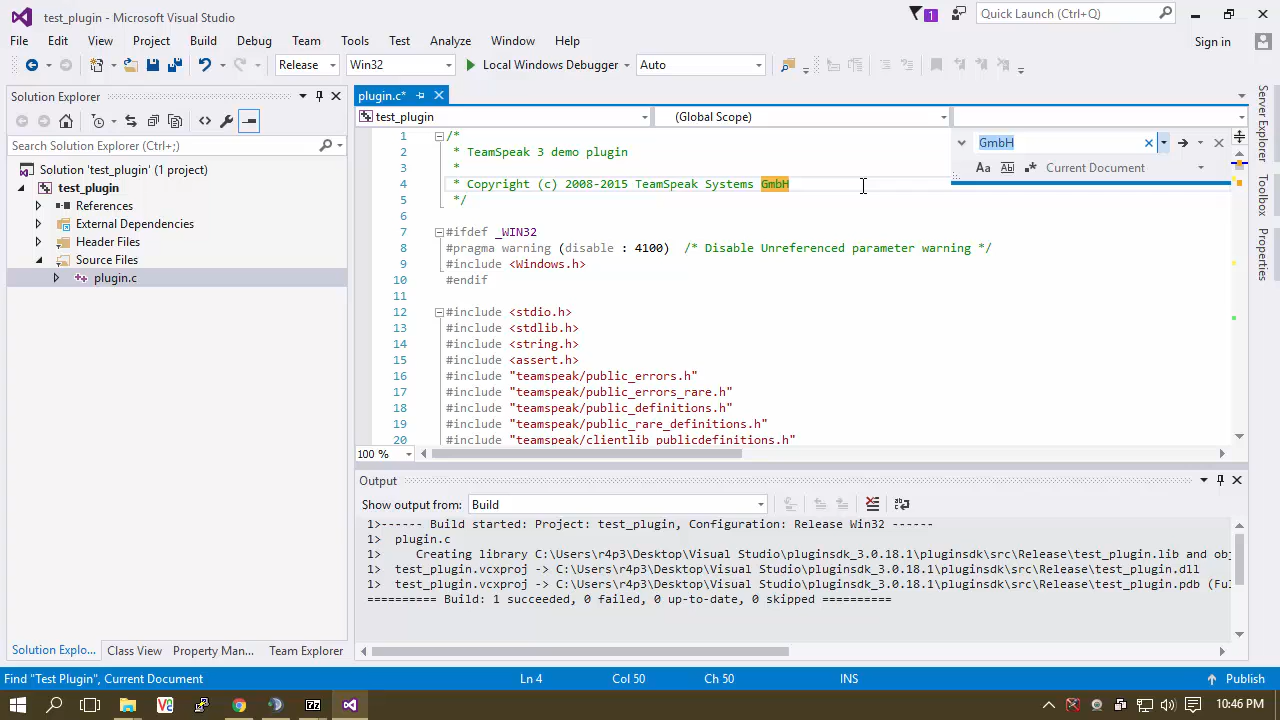 test_plugin - Microsoft Visual Studio
1
Quick Launch (Ctrl+/)
File Edit View Project Build Debug Team Tools Test Analyze Window Help
Sign in
Release Win32 Local Windows Debugger Auto
Solution Explorer
Search Solution Explorer (Ctrl+;)
Solution 'test_plugin' (1 project)
test_plugin
References
External Dependencies
Header Files
Source Files
plugin.c
Solution Explo... Class View Property Man... Team Explorer
plugin.c*
test_plugin (Global Scope)
GmbH
Aa Ab Current Document
1 /*
2 * TeamSpeak 3 demo plugin
3 *
4 * Copyright (c) 2008-2015 TeamSpeak Systems GmbH
5 */
6
7 #ifdef _WIN32
8 #pragma warning (disable : 4100) /* Disable Unreferenced parameter warning */
9 #include <Windows.h>
10 #endif
11
12 #include <stdio.h>
13 #include <stdlib.h>
14 #include <string.h>
15 #include <assert.h>
16 #include "teamspeak/public_errors.h"
17 #include "teamspeak/public_errors_rare.h"
18 #include "teamspeak/public_definitions.h"
19 #include "teamspeak/public_rare_definitions.h"
20 #include "teamspeak/clientlib_publicdefinitions.h"
100 %
Output
Show output from: Build
1>------ Build started: Project: test_plugin, Configuration: Release Win32 ------
1> plugin.c
1> Creating library C:\Users\r4p3\Desktop\Visual Studio\pluginsdk_3.0.18.1\pluginsdk\src\Release\test_plugin.lib and obj
1> test_plugin.vcxproj -> C:\Users\r4p3\Desktop\Visual Studio\pluginsdk_3.0.18.1\pluginsdk\src\Release\test_plugin.dll
1> test_plugin.vcxproj -> C:\Users\r4p3\Desktop\Visual Studio\pluginsdk_3.0.18.1\pluginsdk\src\Release\test_plugin.pdb (Ful
========== Build: 1 succeeded, 0 failed, 0 up-to-date, 0 skipped ==========
Server Explorer
Toolbox
Properties
Find "Test Plugin", Current Document Ln 4 Col 50 Ch 50 INS Publish
10:46 PM